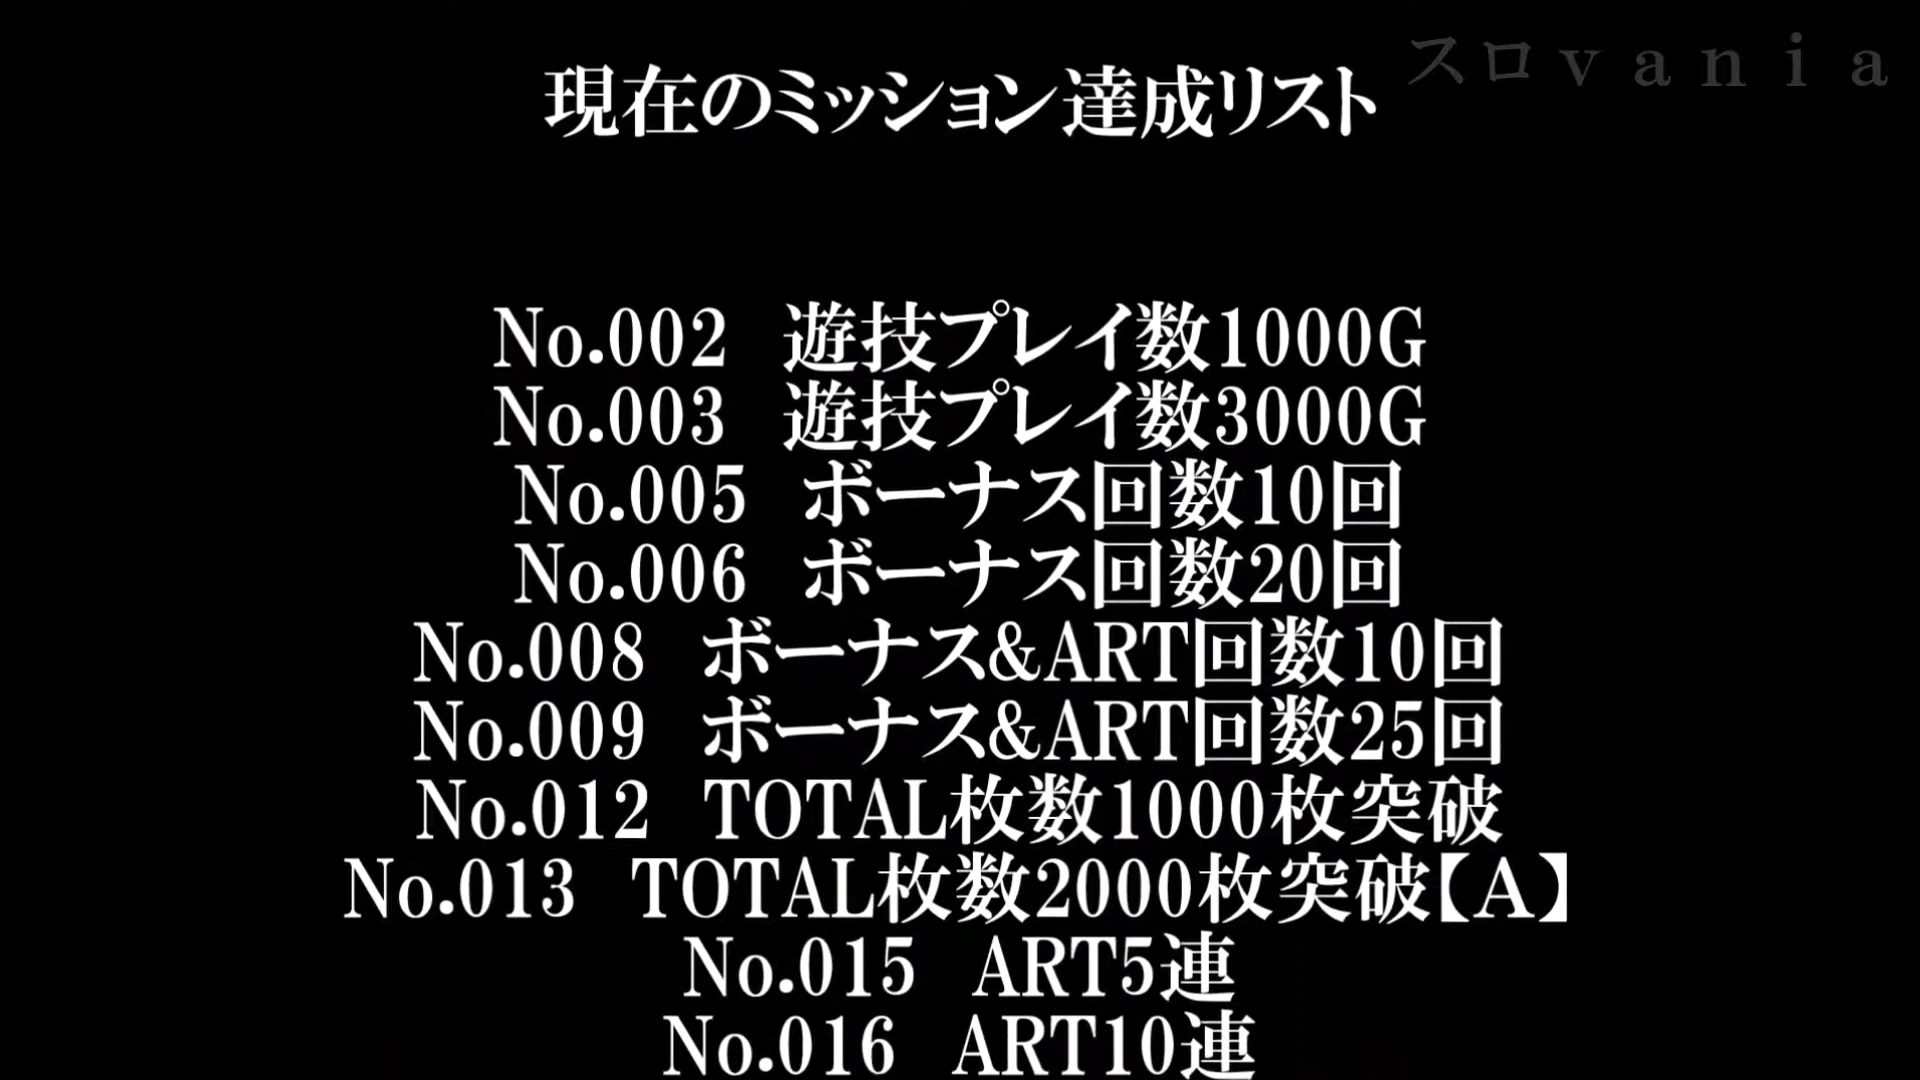 スロvania
現在のミッション達成リスト
No.002　遊技プレイ数1000G
No.003　遊技プレイ数3000G
No.005　ボーナス回数10回
No.006　ボーナス回数20回
No.008　ボーナス&ART回数10回
No.009　ボーナス&ART回数25回
No.012　TOTAL枚数1000枚突破
No.013　TOTAL枚数2000枚突破【A】
No.015　ART5連
No.016　ART10連